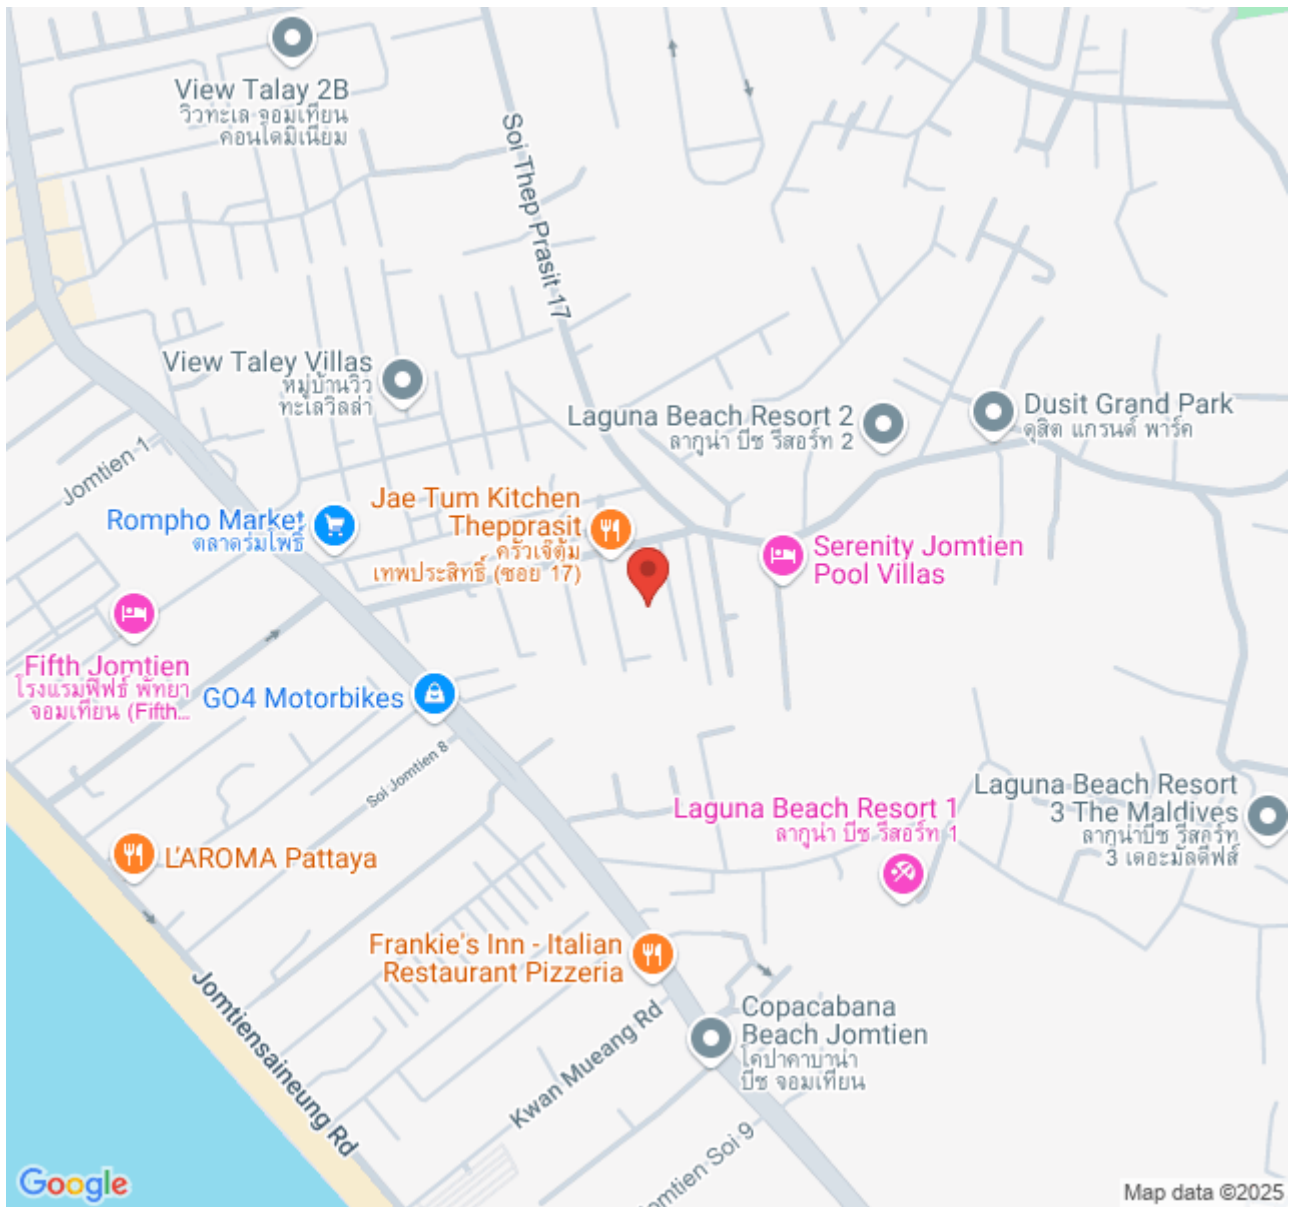 View Talay 2B
วิวทะเล จอมเทียน
คอนโดมิเนียม
Soi Thep Prasit 17
View Taley Villas
หมู่บ้านวิว
ทะเลวิลล่า
Laguna Beach Resort 2
ลากูน่า บีช รีสอร์ท 2
Dusit Grand Park
ดุสิต แกรนด์ พาร์ค
Jomtien 1
Rompho Market
ตลาดร่มโพธิ์
Jae Tum Kitchen
Thepprasit
ครัวเจ๊ตุ้ม
เทพประสิทธิ์ (ซอย 17)
Serenity Jomtien
Pool Villas
Fifth Jomtien
โรงแรมฟิฟธ์ พัทยา
จอมเทียน (Fifth...
GO4 Motorbikes
Soi Jomtien 8
Laguna Beach Resort 1
ลากูน่า บีช รีสอร์ท 1
Laguna Beach Resort
3 The Maldives
ลากูน่าบีช รีสอร์ท
3 เดอะมัลดีฟส์
L'AROMA Pattaya
Frankie's Inn - Italian
Restaurant Pizzeria
Jomtiensaineung Rd
Kwan Mueang Rd
Copacabana
Beach Jomtien
โคปาคาบาน่า
บีช จอมเทียน
omtien Soi 9
Google
Map data ©2025